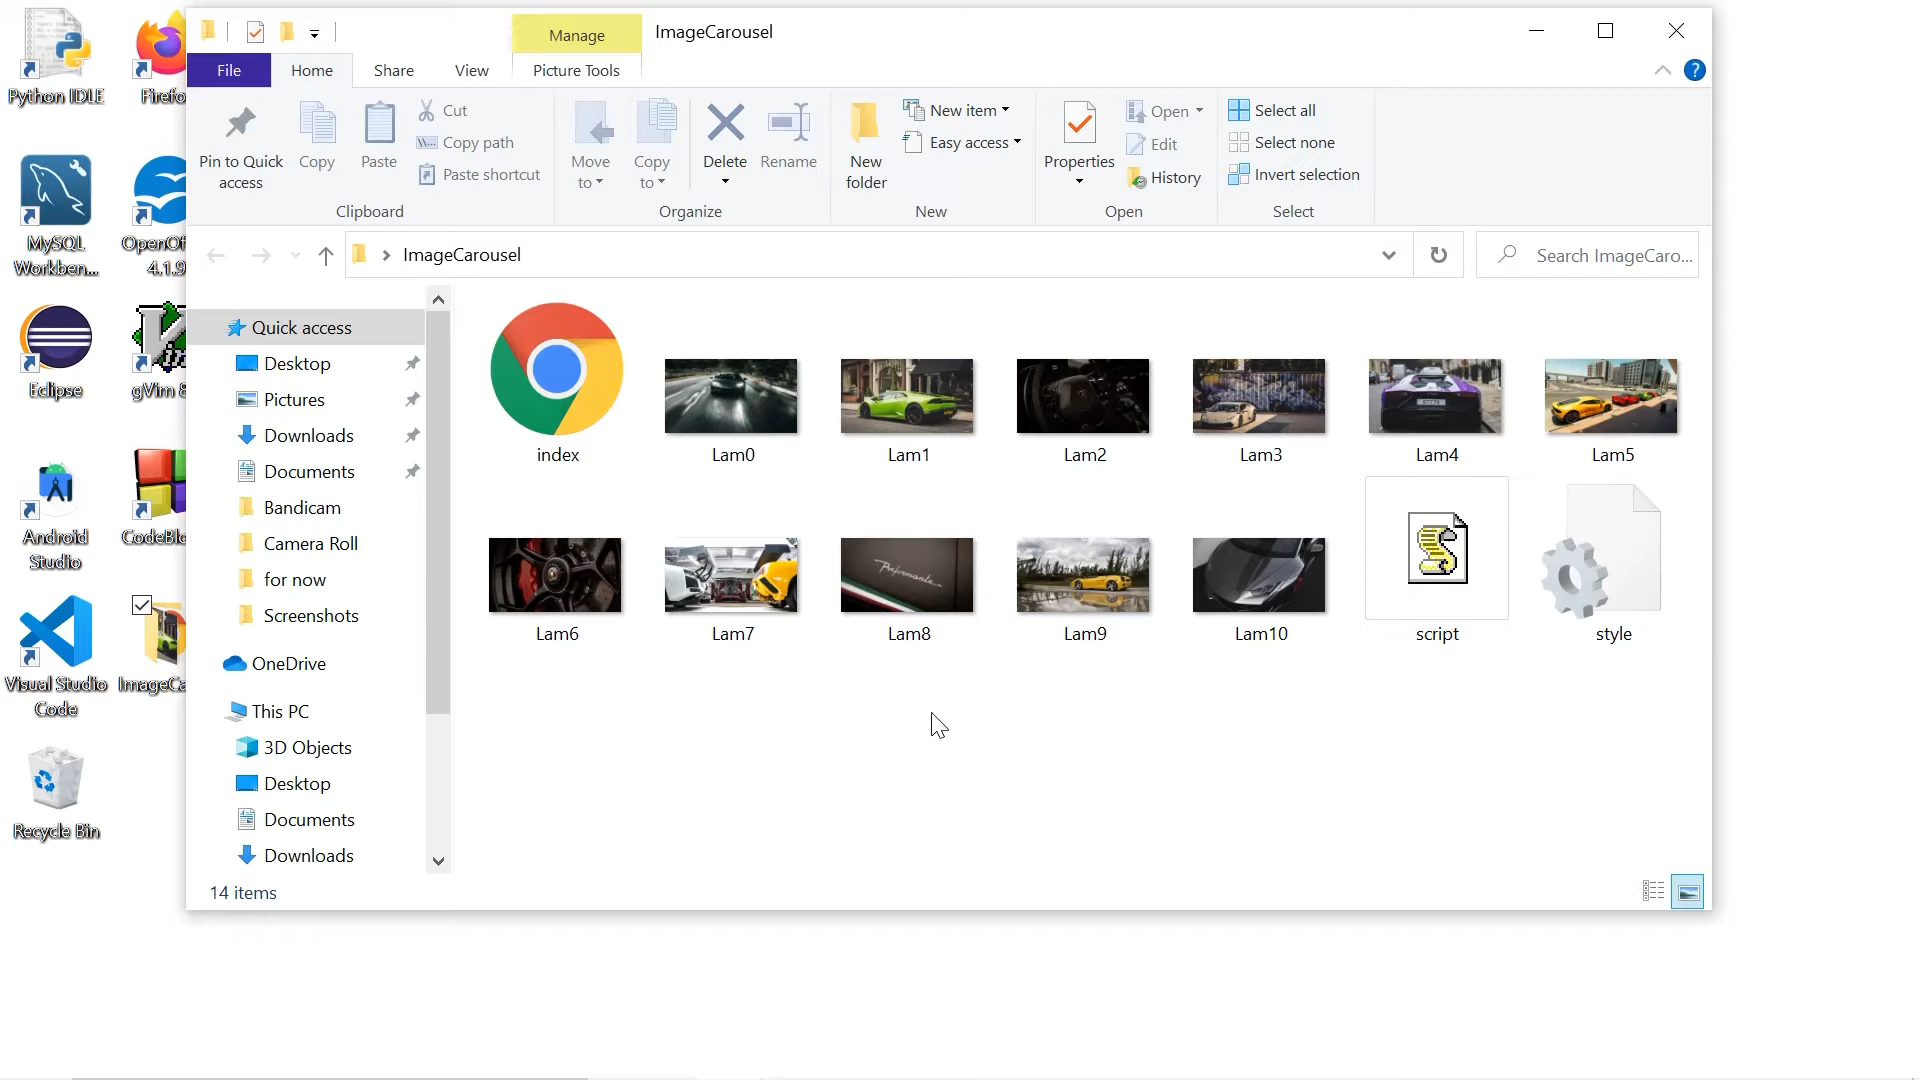 Manage
ImageCarousel
File
Home
Share
View
Picture Tools
?
Pin to Quick
access
Copy
Paste
Cut
Copy path
Paste shortcut
Clipboard
Move
to
Copy
to
Delete
Rename
Organize
New
folder
New item
Easy access
New
Properties
Open
Edit
History
Open
Select all
Select none
Invert selection
Select
ImageCarousel
Search ImageCaro...
Quick access
Desktop
Pictures
Downloads
Documents
Bandicam
Camera Roll
for now
Screenshots
OneDrive
This PC
3D Objects
Desktop
Documents
Downloads
index
Lam0
Lam1
Lam2
Lam3
Lam4
Lam5
Lam6
Lam7
Lam8
Lam9
Lam10
script
style
14 items
Python IDLE
Firefo
MySQL
Workben...
OpenOf
4.1.9
Eclipse
gVim 8
Android
Studio
CodeBlo
Visual Studio
Code
ImageCa
Recycle Bin